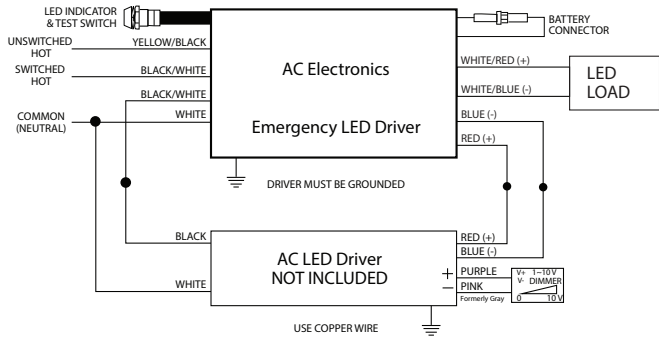 LED INDICATOR
& TEST SWITCH
BATTERY
CONNECTOR
UNSWITCHED
HOT
YELLOW/BLACK
SWITCHED
HOT
BLACK/WHITE
AC Electronics
WHITE/RED (+)
LED
LOAD
BLACK/WHITE
WHITE/BLUE (-)
COMMON
(NEUTRAL)
WHITE
Emergency LED Driver
BLUE (-)
RED (+)
DRIVER MUST BE GROUNDED
BLACK
AC LED Driver
NOT INCLUDED
RED (+)
BLUE (-)
WHITE
+ PURPLE
– PINK
Formerly Gray
V+ 1~10 V
V- DIMMER
0 10 V
USE COPPER WIRE